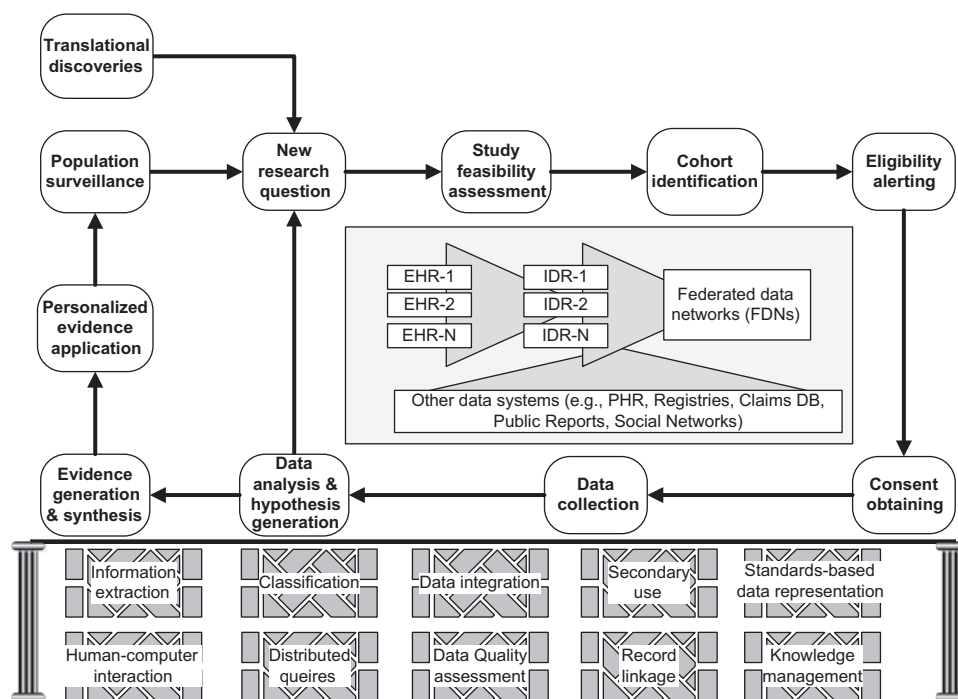 Translational
discoveries
Population
surveillance
New
research
question
Study
feasibility
assessment
Cohort
identification
Eligibility
alerting
EHR-1
EHR-2
EHR-N
IDR-1
IDR-2
IDR-N
Federated data
networks (FDNs)
Other data systems (e.g., PHR, Registries, Claims DB,
Public Reports, Social Networks)
Personalized
evidence
application
Evidence
generation
& synthesis
Data
analysis &
hypothesis
generation
Data
collection
Consent
obtaining
Information
extraction
Classification
Data integration
Secondary
use
Standards-based
data representation
Human-computer
interaction
Distributed
queires
Data Quality
assessment
Record
linkage
Knowledge
management